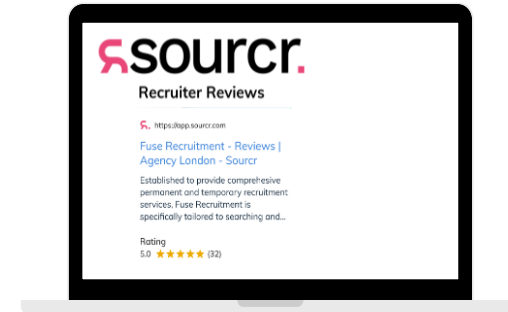 sourcr.
Recruiter Reviews
https://app.sourcr.com
Fuse Recruitment - Reviews |
Agency London - Sourcr
Established to provide comprehesive
permanent and temporary recruitment
services, Fuse Recruitment is
specifically tailored to searching and...
Rating
5.0 ★★★★★ (32)